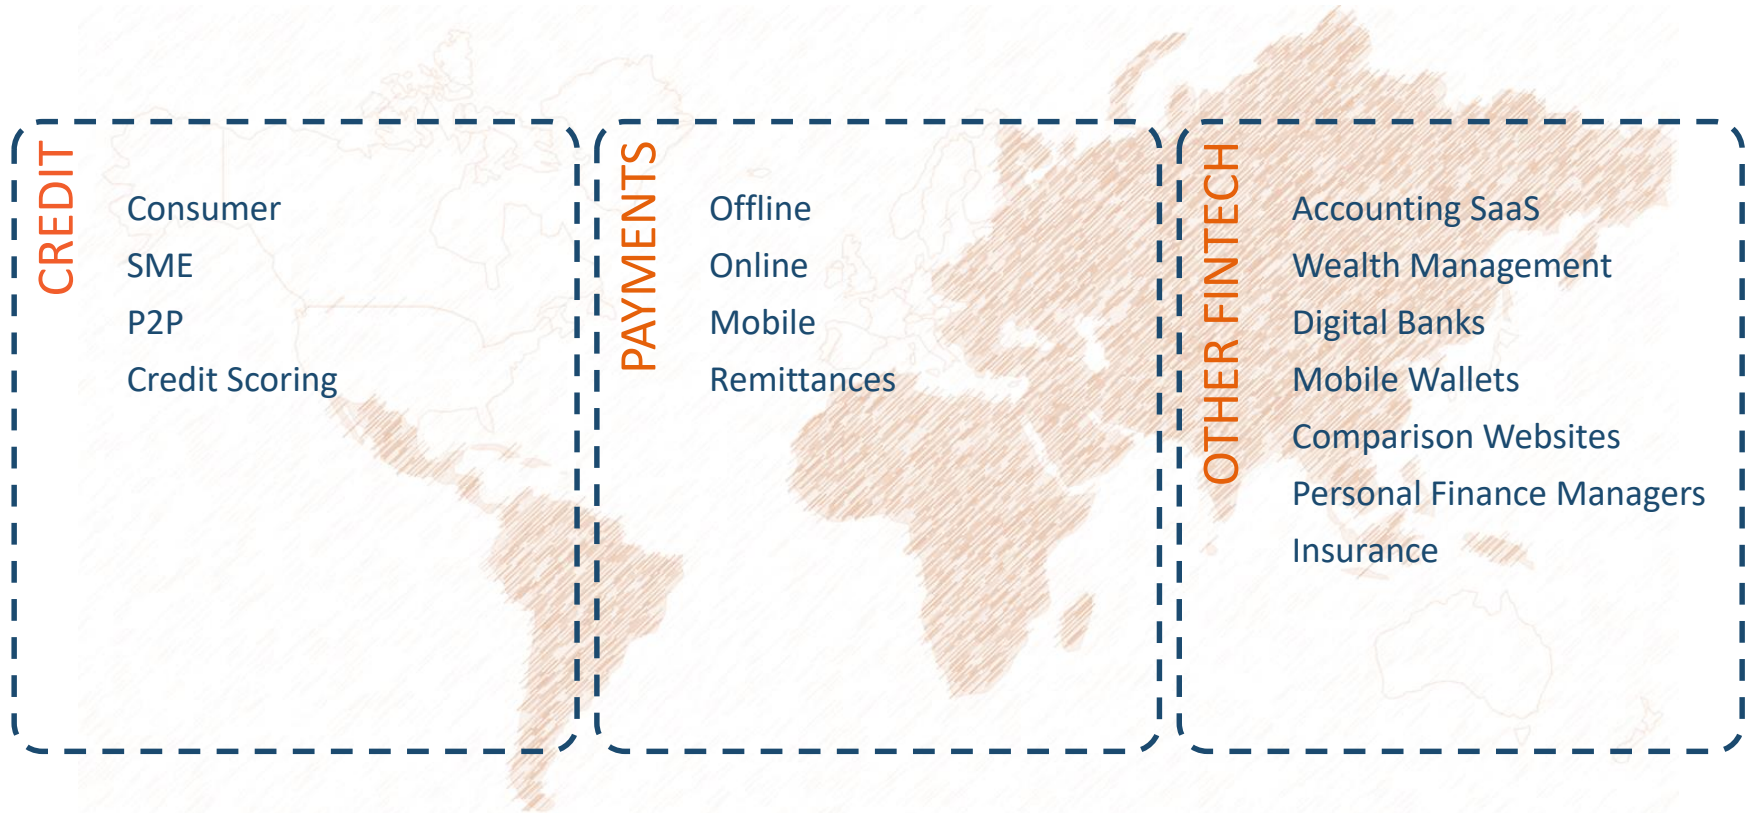 CREDIT
Consumer
SME
P2P
Credit Scoring
PAYMENTS
Offline
Online
Mobile
Remittances
OTHER FINTECH
Accounting SaaS
Wealth Management
Digital Banks
Mobile Wallets
Comparison Websites
Personal Finance Managers
Insurance